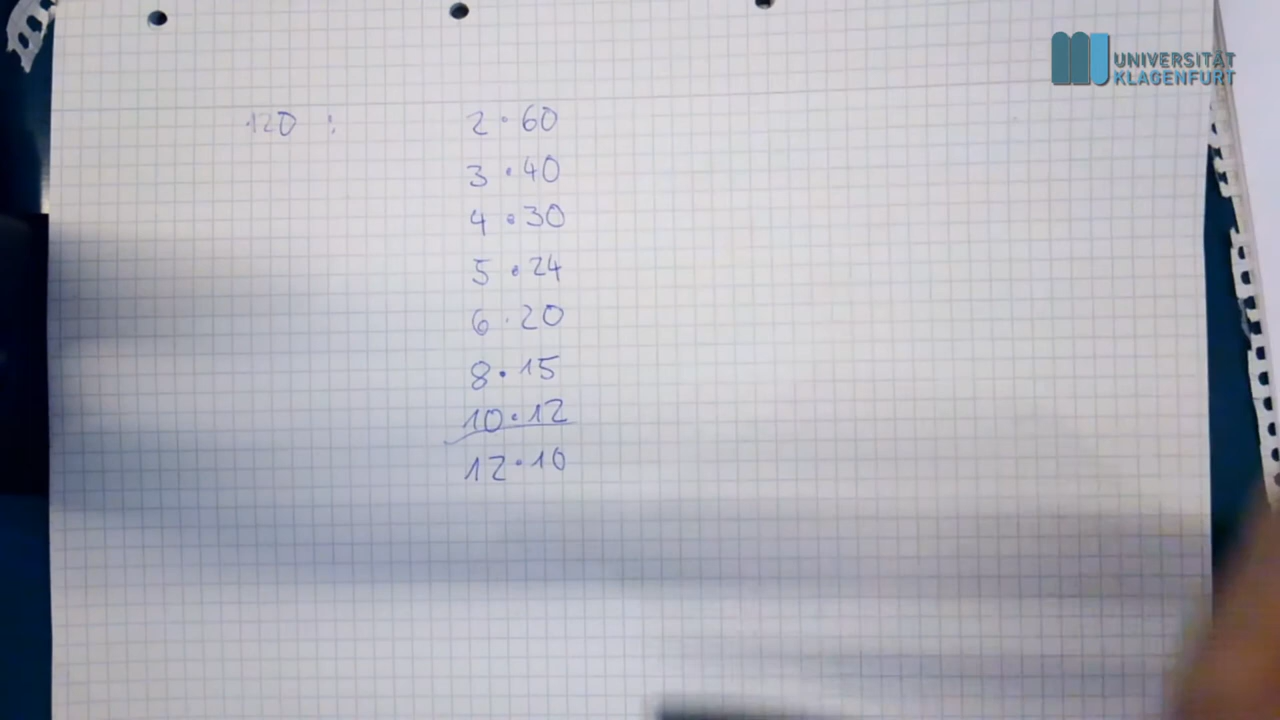 UNIVERSITÄT
KLAGENFURT
120 : 2 · 60
3 · 40
4 · 30
5 · 24
6 · 20
8 · 15
10 · 12
12 · 10